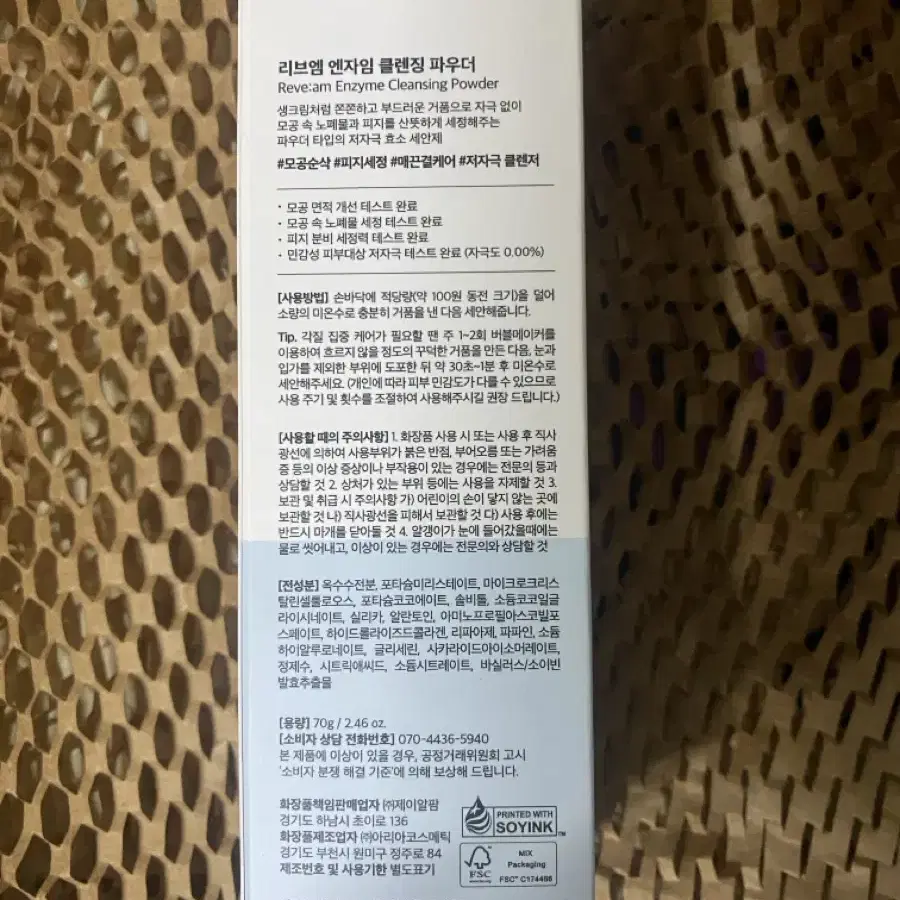 리브엠 엔자임 클렌징 파우더
Reve:am Enzyme Cleansing Powder
생크림처럼 쫀쫀하고 부드러운 거품으로 자극 없이
모공 속 노폐물과 피지를 산뜻하게 세정해주는
파우더 타입의 저자극 효소 세안제
#모공순삭 #피지세정 #매끈결케어 #저자극 클렌저
• 모공 면적 개선 테스트 완료
• 모공 속 노폐물 세정 테스트 완료
• 피지 분비 세정력 테스트 완료
• 민감성 피부대상 저자극 테스트 완료 (자극도 0.00%)
[사용방법] 손바닥에 적당량(약 100원 동전 크기)을 덜어
소량의 미온수로 충분히 거품을 낸 다음 세안해줍니다.
Tip. 각질 집중 케어가 필요할 땐 주 1~2회 버블메이커를
이용하여 흐르지 않을 정도의 꾸덕한 거품을 만든 다음, 눈과
입가를 제외한 부위에 도포한 뒤 약 30초~1분 후 미온수로
세안해주세요. (개인에 따라 피부 민감도가 다를 수 있으므로
사용 주기 및 횟수를 조절하여 사용해주시길 권장 드립니다.)
[사용할 때의 주의사항] 1. 화장품 사용 시 또는 사용 후 직사
광선에 의하여 사용부위가 붉은 반점, 부어오름 또는 가려움
증 등의 이상 증상이나 부작용이 있는 경우에는 전문의 등과
상담할 것 2. 상처가 있는 부위 등에는 사용을 자제할 것 3.
보관 및 취급 시 주의사항 가) 어린이의 손이 닿지 않는 곳에
보관할 것 나) 직사광선을 피해서 보관할 것 다) 사용 후에는
반드시 마개를 닫아둘 것 4. 알갱이가 눈에 들어갔을때에는
물로 씻어내고, 이상이 있는 경우에는 전문의와 상담할 것
[전성분] 옥수수전분, 포타슘미리스테이트, 마이크로크리스
탈린셀룰로오스, 포타슘코코에이트, 솔비톨, 소듐코코일글
라이시네이트, 실리카, 알란토인, 아미노프로필아스코빌포
스페이트, 하이드롤라이즈드콜라겐, 리파아제, 파파인, 소듐
하이알루로네이트, 글리세린, 사카라이드아이소머레이트,
정제수, 시트릭애씨드, 소듐시트레이트, 바실러스/소이빈
발효추출물
[용량] 70g / 2.46 oz.
[소비자 상담 전화번호] 070-4436-5940
본 제품에 이상이 있을 경우, 공정거래위원회 고시
'소비자 분쟁 해결 기준'에 의해 보상해 드립니다.
화장품책임판매업자 ㈜제이알팜
경기도 하남시 초이로 136
화장품제조업자 ㈜아리아코스메틱
경기도 부천시 원미구 정주로 84
제조번호 및 사용기한 별도표기
PRINTED WITH
SOYINK
TM
FSC
MIX
Packaging
FSC® C174486